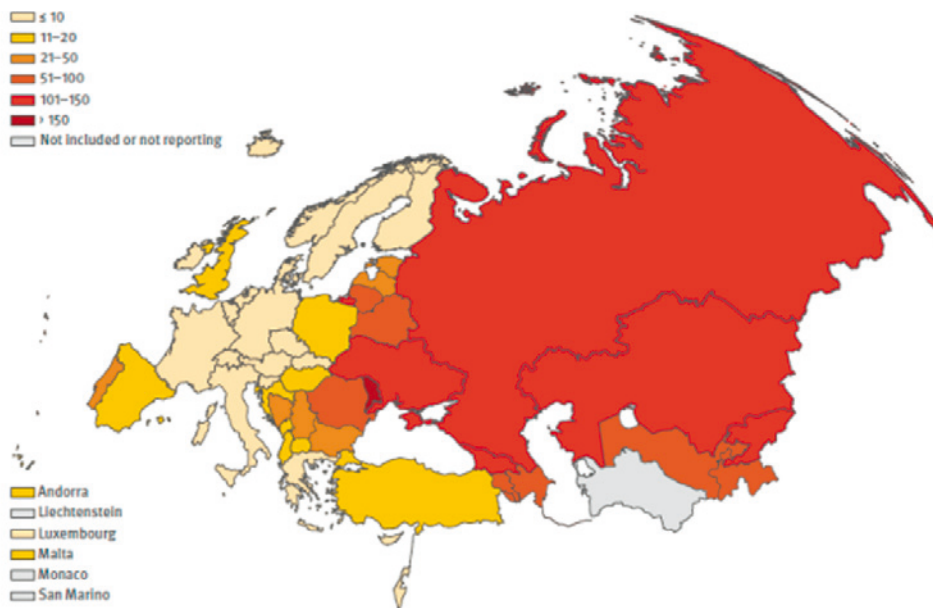 ≤ 10
11–20
21–50
51–100
101–150
> 150
Not included or not reporting
Andorra
Liechtenstein
Luxembourg
Malta
Monaco
San Marino